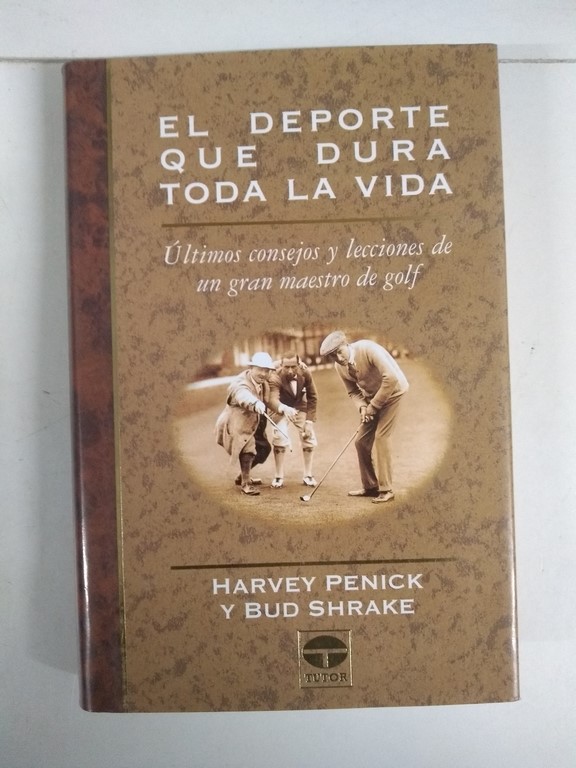 EL DEPORTE
QUE DURA
TODA LA VIDA
Últimos consejos y lecciones de
un gran maestro de golf
HARVEY PENICK
Y BUD SHRAKE
TUTOR